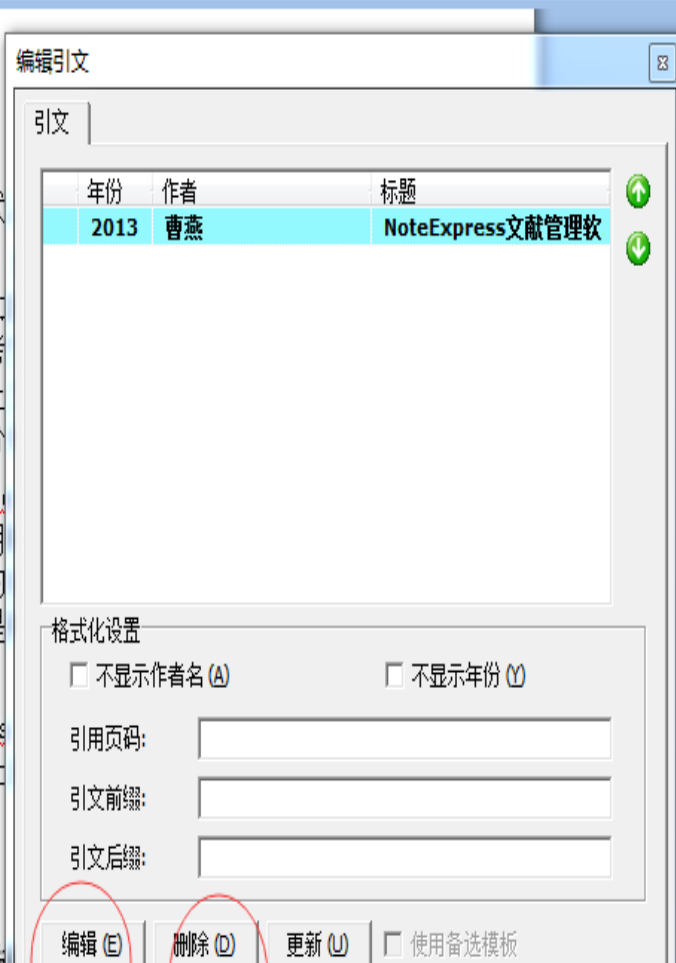 编辑引文
引文
年份 作者 标题
2013 曹燕 NoteExpress文献管理软
格式化设置
不显示作者名(A) 不显示年份(Y)
引用页码:
引文前缀:
引文后缀:
编辑(E) 删除(D) 更新(U) 使用备选模板